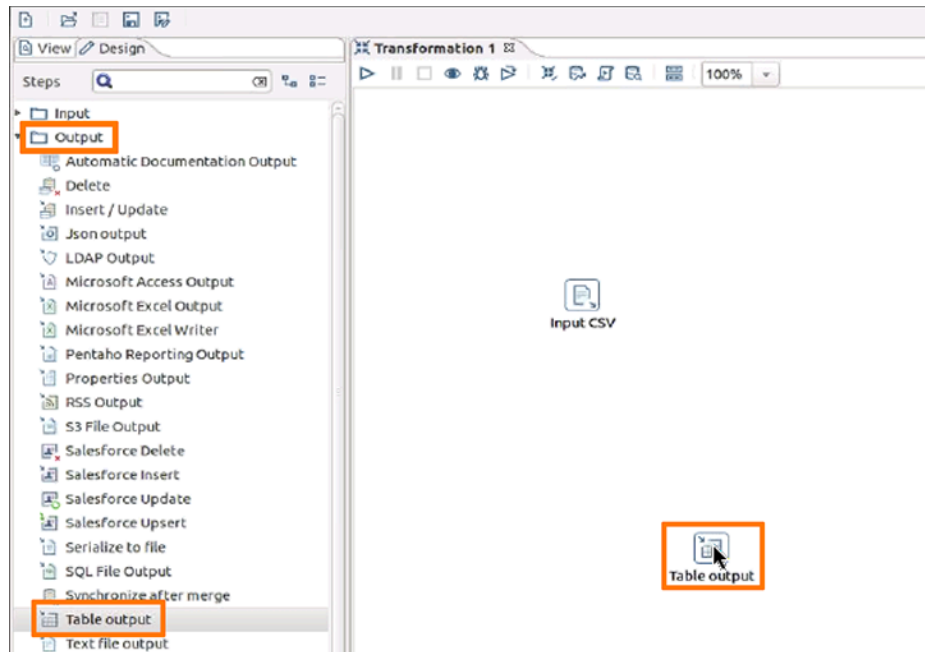 View Design
Transformation 1
Steps
100%
Input
Output
Automatic Documentation Output
Delete
Insert / Update
Json output
LDAP Output
Microsoft Access Output
Microsoft Excel Output
Microsoft Excel Writer
Pentaho Reporting Output
Properties Output
RSS Output
S3 File Output
Salesforce Delete
Salesforce Insert
Salesforce Update
Salesforce Upsert
Serialize to file
SQL File Output
Synchronize after merge
Table output
Text file output
Input CSV
Table output